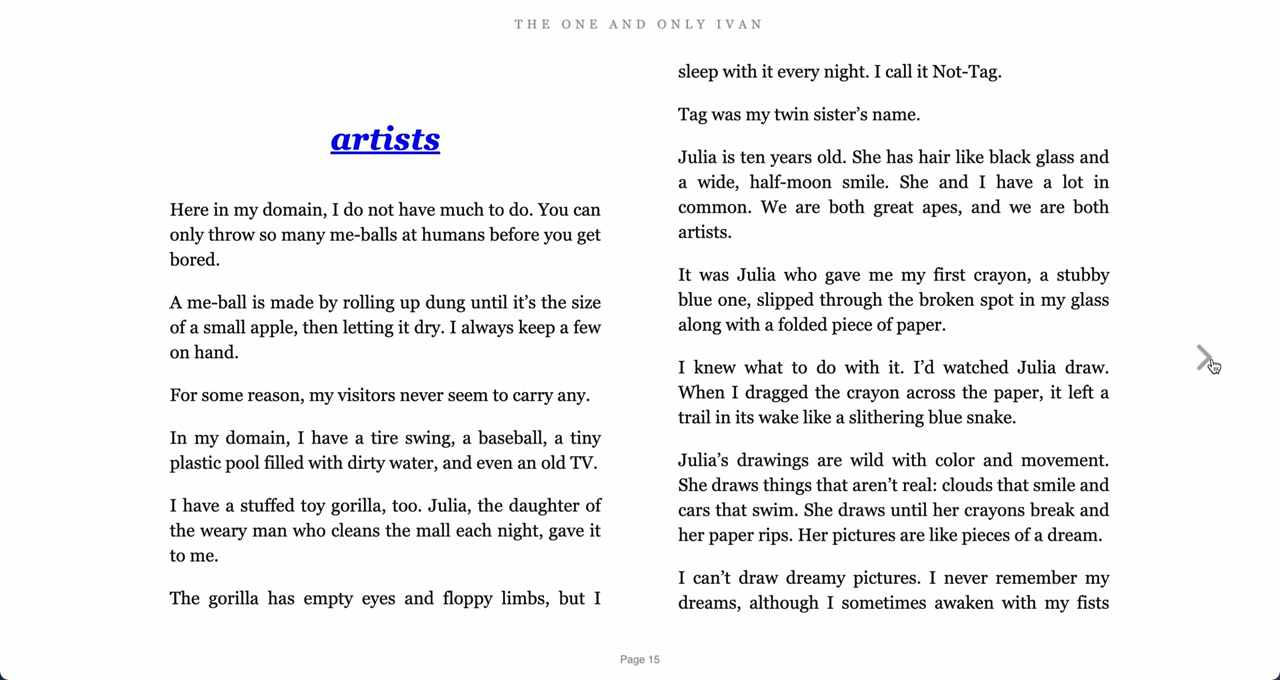 THE ONE AND ONLY IVAN
artists
Here in my domain, I do not have much to do. You can
only throw so many me-balls at humans before you get
bored.
A me-ball is made by rolling up dung until it’s the size
of a small apple, then letting it dry. I always keep a few
on hand.
For some reason, my visitors never seem to carry any.
In my domain, I have a tire swing, a baseball, a tiny
plastic pool filled with dirty water, and even an old TV.
I have a stuffed toy gorilla, too. Julia, the daughter of
the weary man who cleans the mall each night, gave it
to me.
The gorilla has empty eyes and floppy limbs, but I
sleep with it every night. I call it Not-Tag.
Tag was my twin sister’s name.
Julia is ten years old. She has hair like black glass and
a wide, half-moon smile. She and I have a lot in
common. We are both great apes, and we are both
artists.
It was Julia who gave me my first crayon, a stubby
blue one, slipped through the broken spot in my glass
along with a folded piece of paper.
I knew what to do with it. I’d watched Julia draw.
When I dragged the crayon across the paper, it left a
trail in its wake like a slithering blue snake.
Julia’s drawings are wild with color and movement.
She draws things that aren’t real: clouds that smile and
cars that swim. She draws until her crayons break and
her paper rips. Her pictures are like pieces of a dream.
I can’t draw dreamy pictures. I never remember my
dreams, although I sometimes awaken with my fists
Page 15